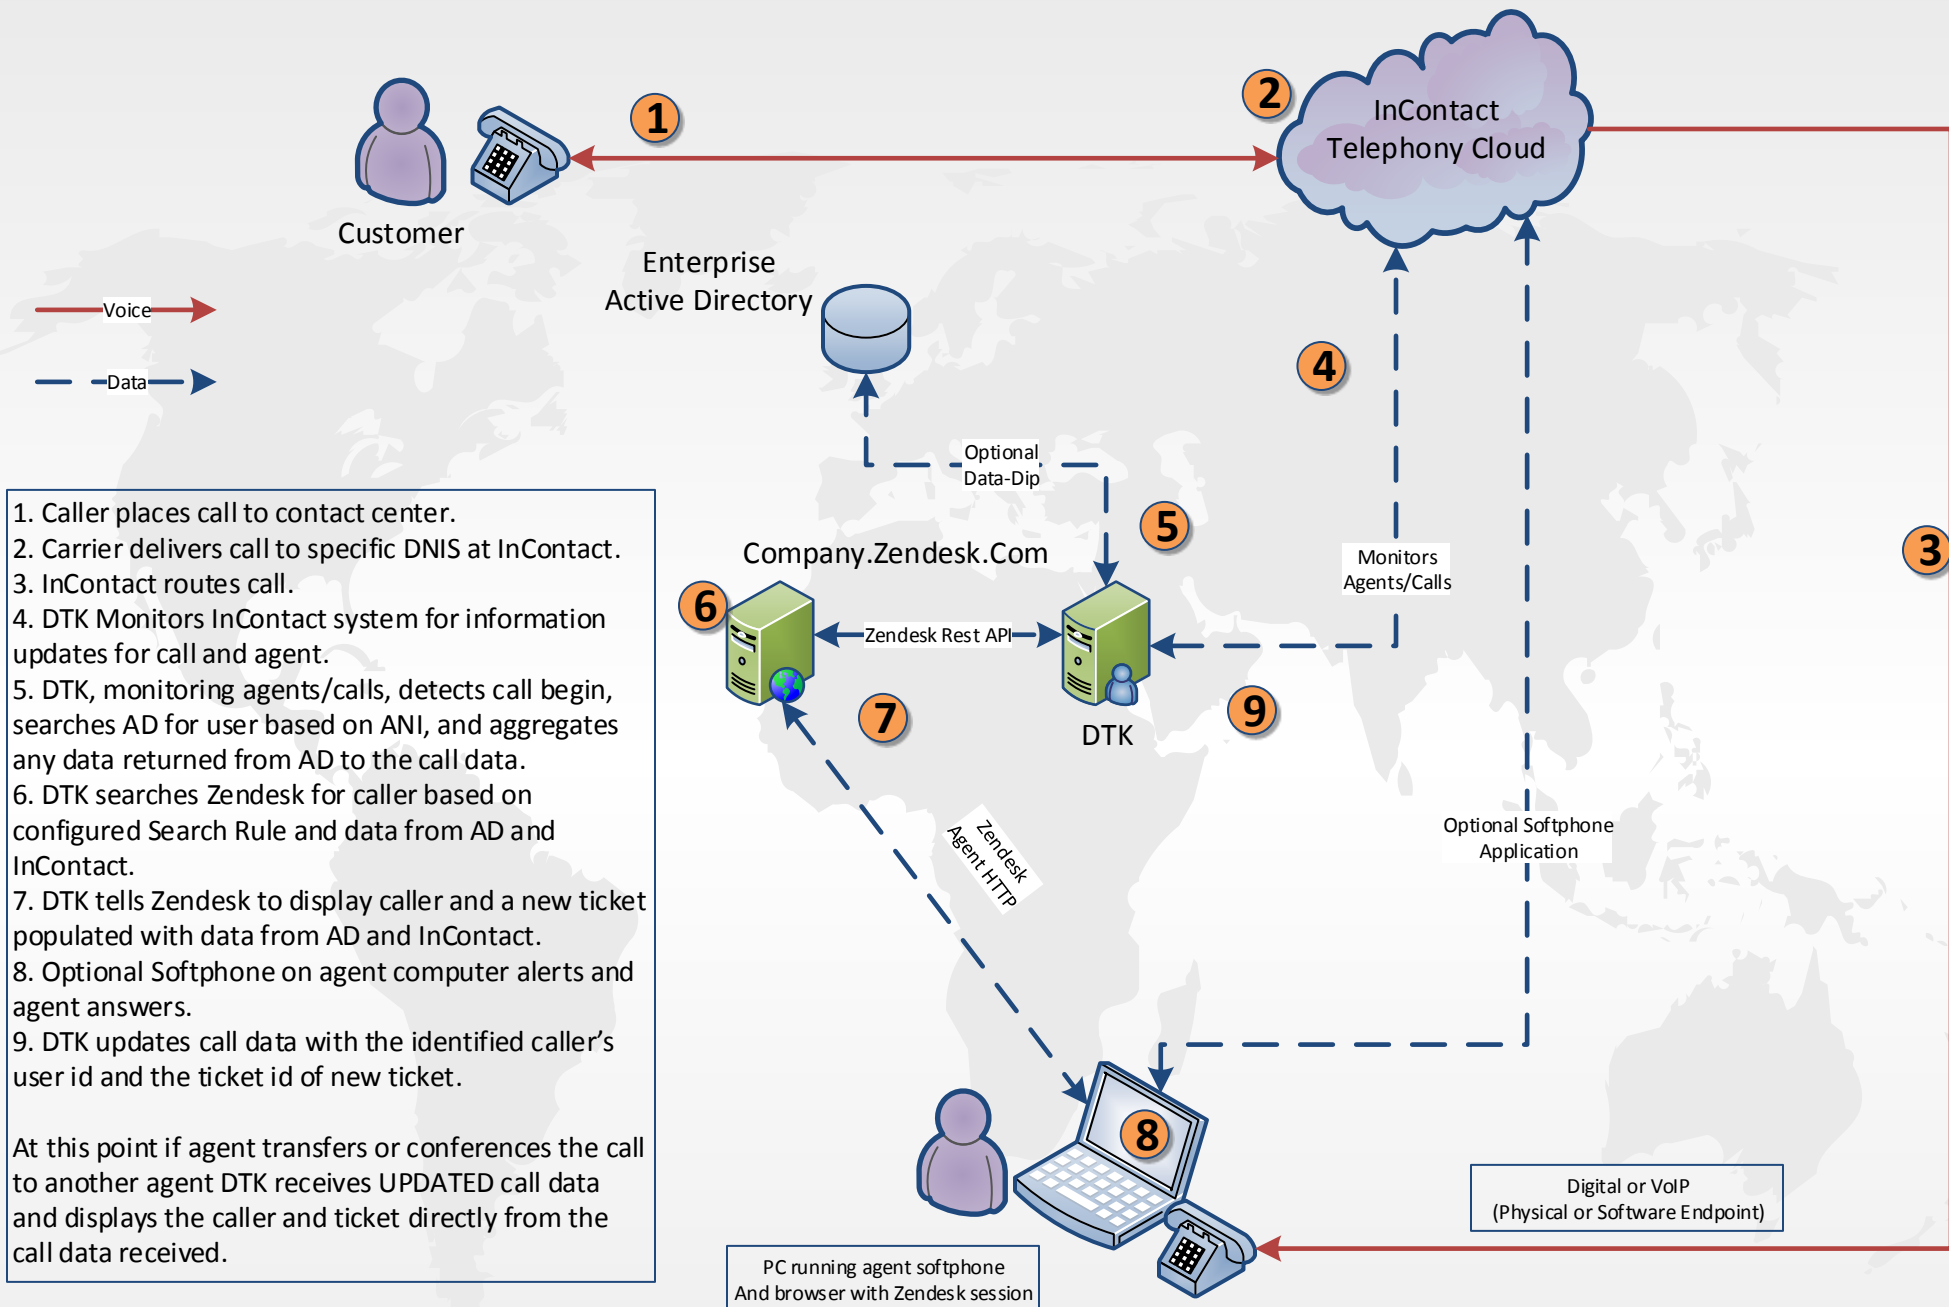 1
2
InContact
Telephony Cloud
Customer
Enterprise
Active Directory
Voice
Data
4
Optional
Data-Dip
5
3
Company.Zendesk.Com
Monitors
Agents/Calls
6
Zendesk Rest API
7
9
DTK
Zendesk
Agent HTTP
Optional Softphone
Application
1. Caller places call to contact center.
2. Carrier delivers call to specific DNIS at InContact.
3. InContact routes call.
4. DTK Monitors InContact system for information
updates for call and agent.
5. DTK, monitoring agents/calls, detects call begin,
searches AD for user based on ANI, and aggregates
any data returned from AD to the call data.
6. DTK searches Zendesk for caller based on
configured Search Rule and data from AD and
InContact.
7. DTK tells Zendesk to display caller and a new ticket
populated with data from AD and InContact.
8. Optional Softphone on agent computer alerts and
agent answers.
9. DTK updates call data with the identified caller's
user id and the ticket id of new ticket.
At this point if agent transfers or conferences the call
to another agent DTK receives UPDATED call data
and displays the caller and ticket directly from the
call data received.
8
Digital or VoIP
(Physical or Software Endpoint)
PC running agent softphone
And browser with Zendesk session